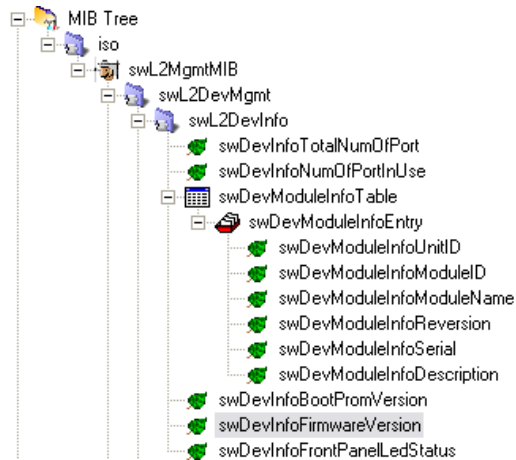 MIB Tree
iso
swL2MgmtMIB
swL2DevMgmt
swL2DevInfo
swDevInfoTotalNumOfPort
swDevInfoNumOfPortInUse
swDevModuleInfoTable
swDevModuleInfoEntry
swDevModuleInfoUnitID
swDevModuleInfoModuleID
swDevModuleInfoModuleName
swDevModuleInfoReversion
swDevModuleInfoSerial
swDevModuleInfoDescription
swDevInfoBootPromVersion
swDevInfoFirmwareVersion
swDevInfoFrontPanelLedStatus